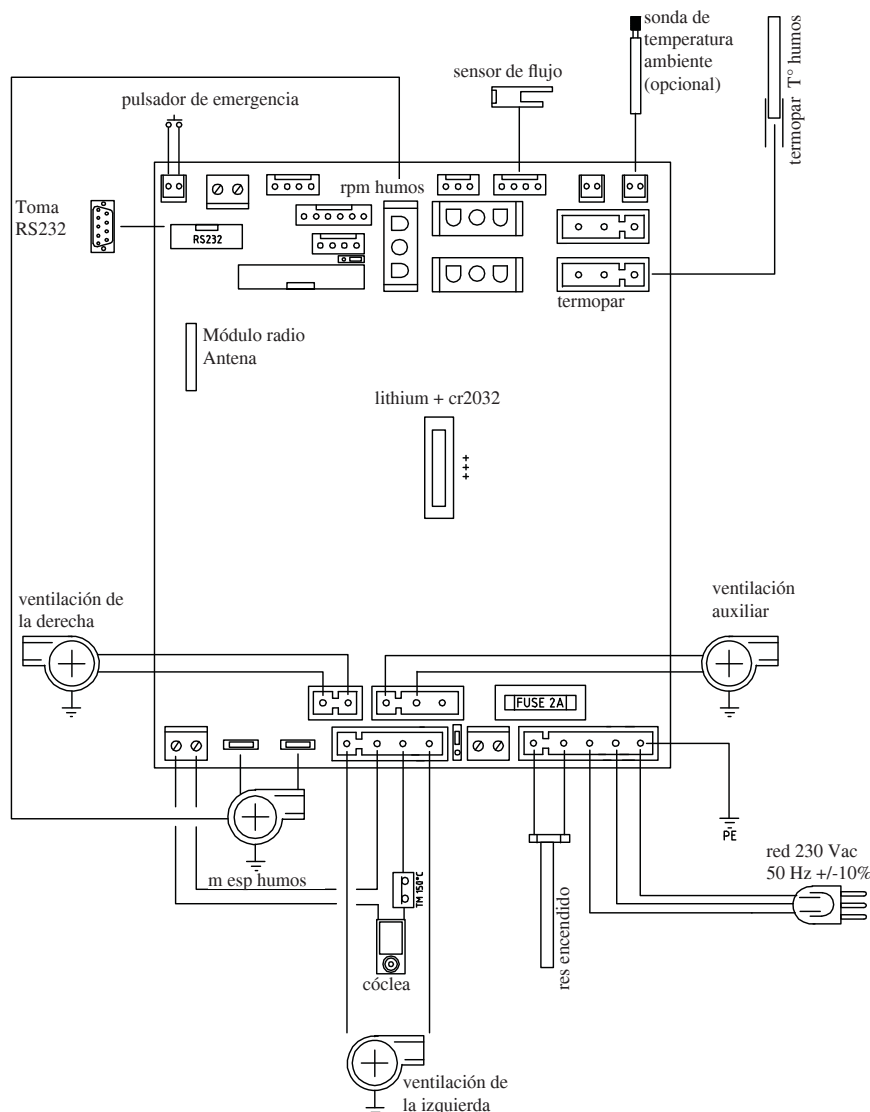 sonda de
temperatura
ambiente
(opcional)
termopar T° humos
sensor de flujo
pulsador de emergencia
rpm humos
Toma
RS232
RS232
termopar
Módulo radio
Antena
lithium + cr2032
+++
ventilación de
la derecha
ventilación
auxiliar
FUSE 2A
PE
red 230 Vac
50 Hz +/-10%
m esp humos
TM 150°C
res encendido
cóclea
ventilación de
la izquierda